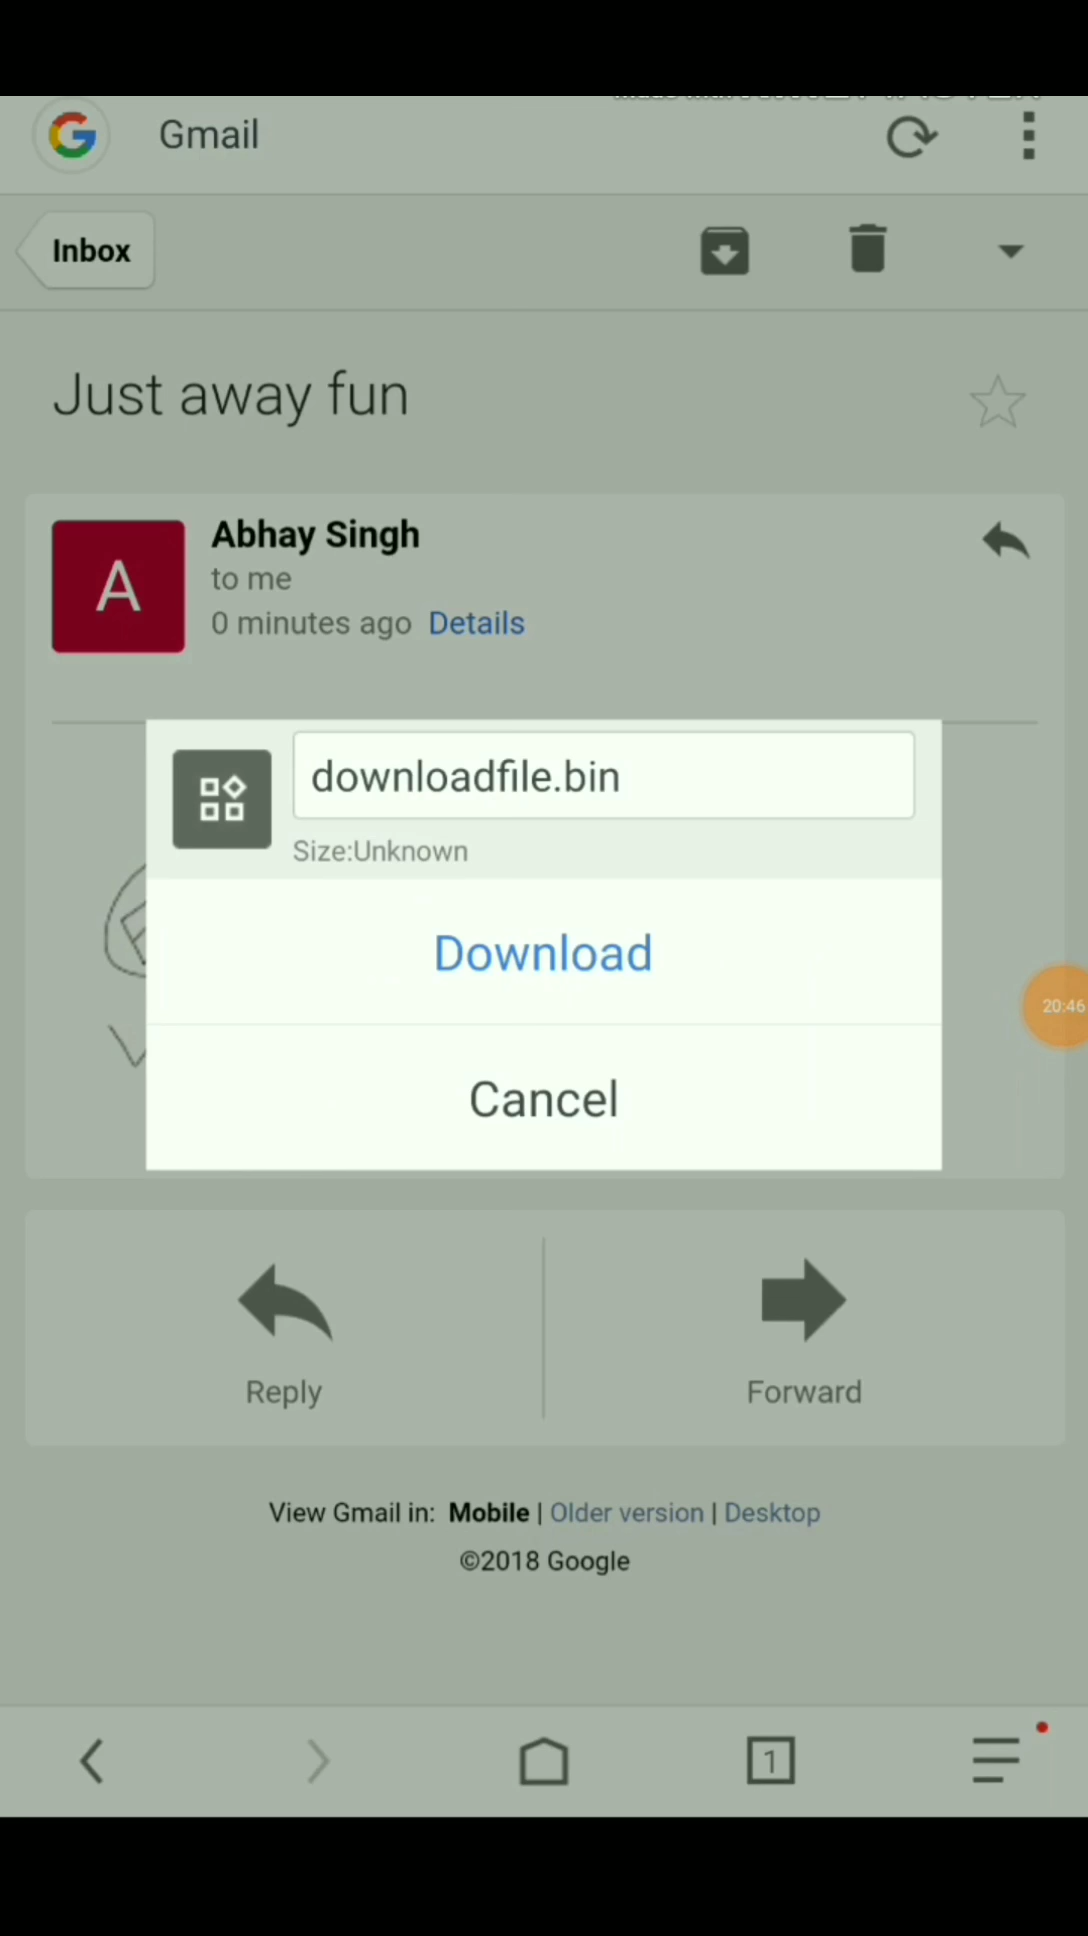 Gmail
Inbox
Just away fun
A
Abhay Singh
to me
0 minutes ago Details
downloadfile.bin
Size:Unknown
Download
20:46
Cancel
Reply
Forward
View Gmail in: Mobile | Older version | Desktop
©2018 Google
1